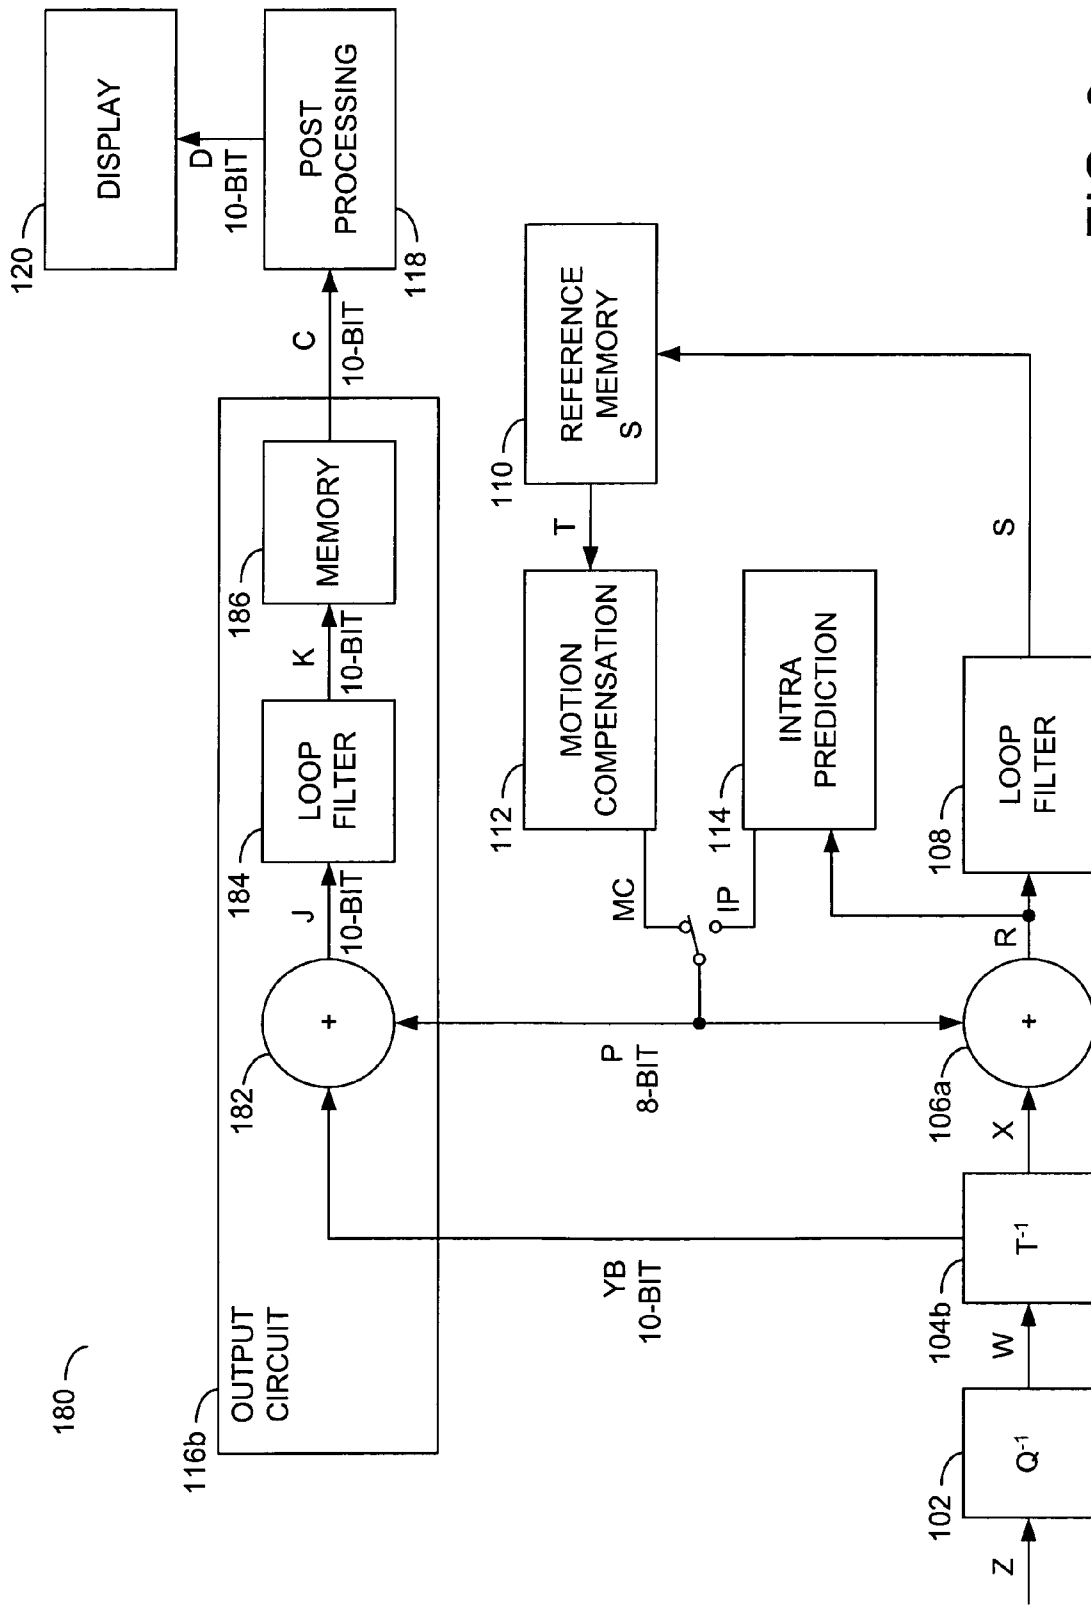 180
116b
OUTPUT
CIRCUIT
182
+
J
10-BIT
184
LOOP
FILTER
K
10-BIT
186
MEMORY
C
10-BIT
118
POST
PROCESSING
D
10-BIT
120
DISPLAY
YB
10-BIT
P
8-BIT
MC
IP
112
MOTION
COMPENSATION
T
110
REFERENCE
MEMORY
S
114
INTRA
PREDICTION
Z
102
Q-1
W
104b
T-1
X
106a
+
R
108
LOOP
FILTER
S